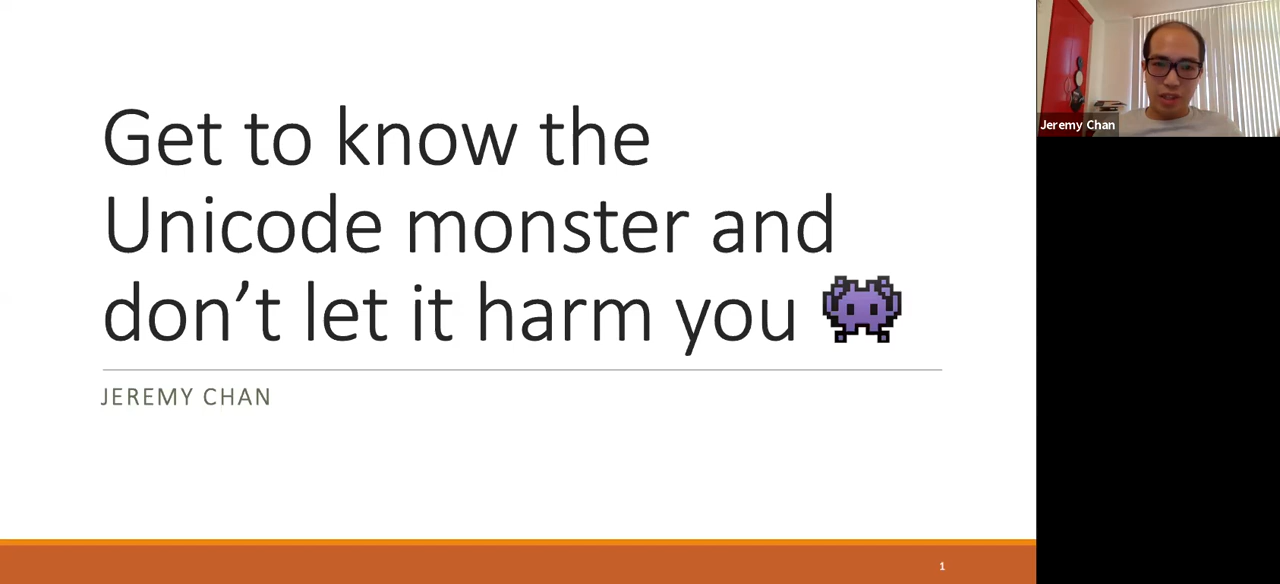 Get to know the
Unicode monster and
don’t let it harm you 👾
JEREMY CHAN
1
Jeremy Chan